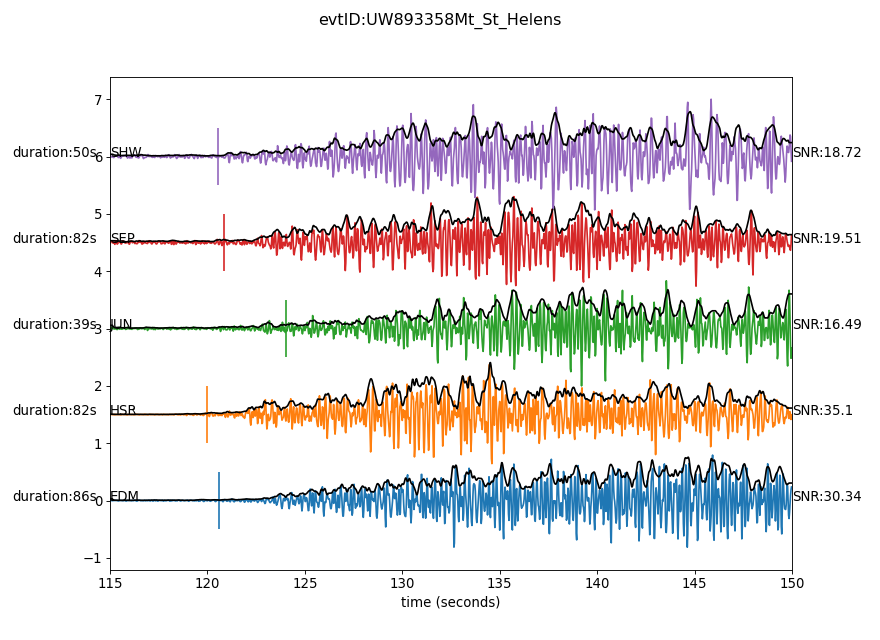 evtID:UW893358Mt_St_Helens
7
duration:50s SHW 6 SNR:18.72
5
duration:82s SEP SNR:19.51
4
duration:39s JUN 3 SNR:16.49
2
duration:82s HSR SNR:35.1
1
duration:86s EDM 0 SNR:30.34
−1
115 120 125 130 135 140 145 150
time (seconds)